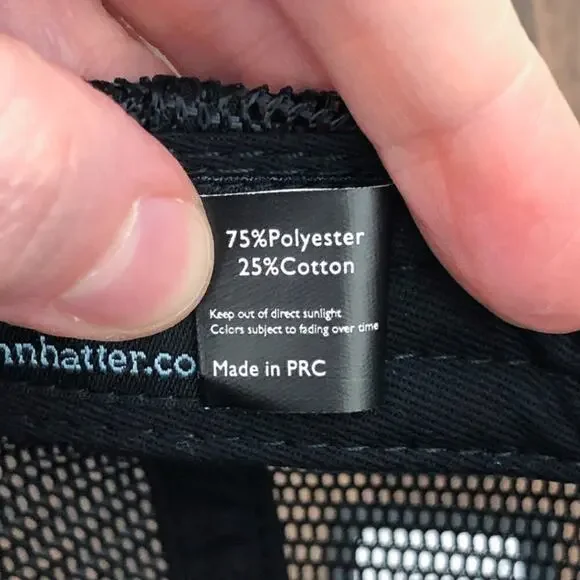 75%Polyester
25%Cotton
Keep out of direct sunlight
Colors subject to fading over time
nnhatter.co
Made in PRC